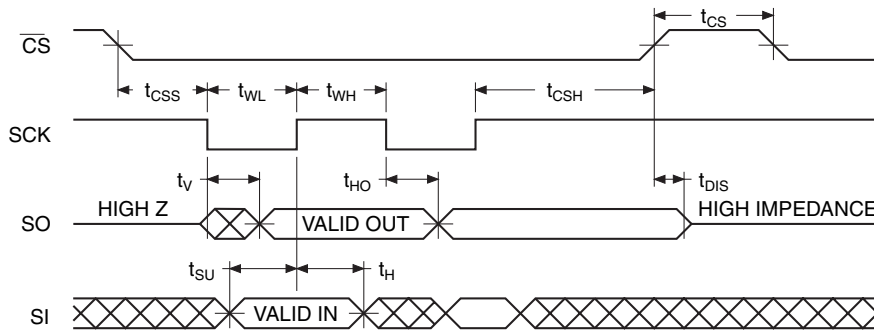 CS
tCS
tCSS
tWL
tWH
tCSH
SCK
tV
tHO
tDIS
HIGH Z
HIGH IMPEDANCE
SO
VALID OUT
tSU
tH
SI
VALID IN